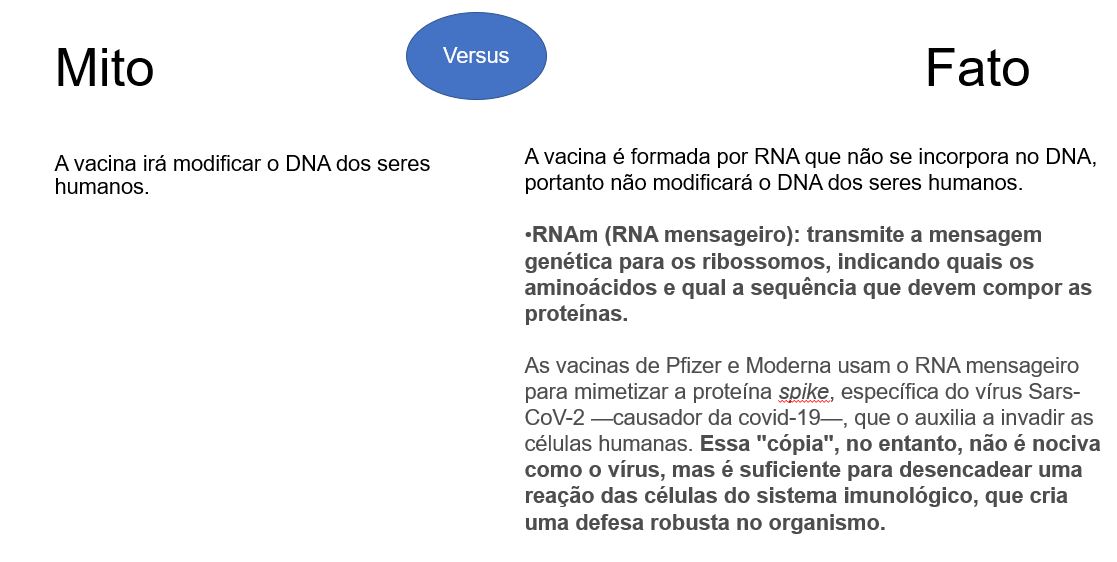 Mito
Versus
Fato
A vacina irá modificar o DNA dos seres
humanos.
A vacina é formada por RNA que não se incorpora no DNA,
portanto não modificará o DNA dos seres humanos.
•RNAm (RNA mensageiro): transmite a mensagem
genética para os ribossomos, indicando quais os
aminoácidos e qual a sequência que devem compor as
proteínas.
As vacinas de Pfizer e Moderna usam o RNA mensageiro
para mimetizar a proteína spike, específica do vírus Sars-
CoV-2 —causador da covid-19—, que o auxilia a invadir as
células humanas. Essa "cópia", no entanto, não é nociva
como o vírus, mas é suficiente para desencadear uma
reação das células do sistema imunológico, que cria
uma defesa robusta no organismo.